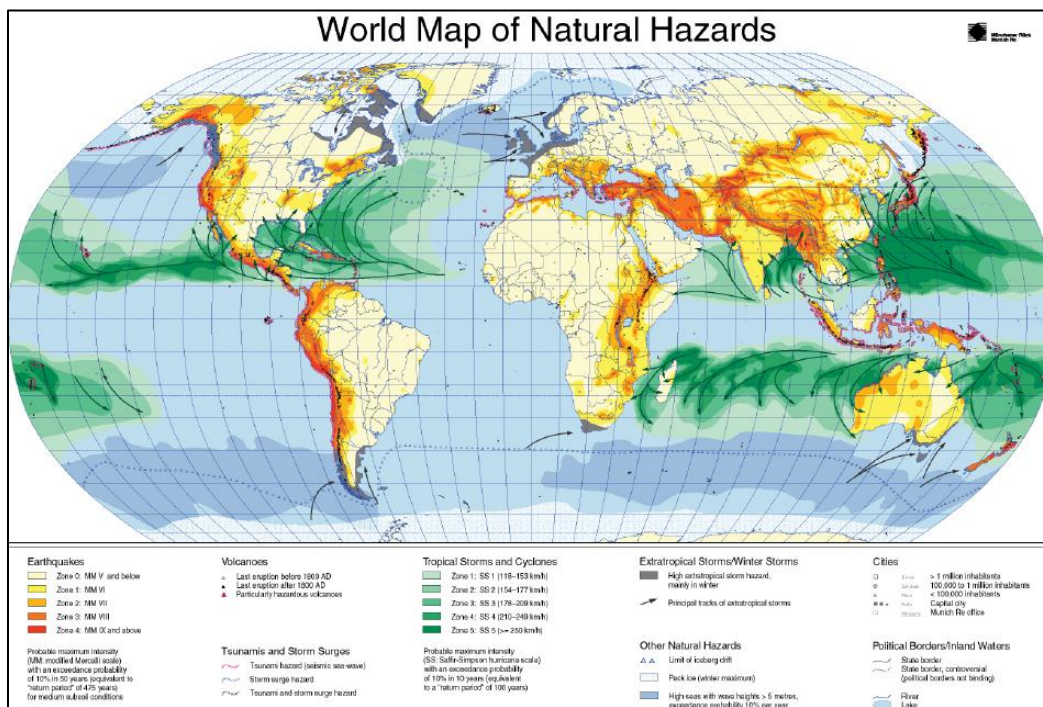 World Map of Natural Hazards
Münchener Rück
Munich Re
Earthquakes
Zone 0: MM V and below
Zone 1: MM VI
Zone 2: MM VII
Zone 3: MM VIII
Zone 4: MM IX and above
Probable maximum intensity
(MM: modified Mercalli scale)
with an exceedance probability
of 10% in 50 years (equivalent to
"return period" of 475 years)
for medium subsoil conditions
Volcanoes
Last eruption before 1800 AD
Last eruption after 1800 AD
Particularly hazardous volcanoes
Tsunamis and Storm Surges
Tsunami hazard (seismic sea-wave)
Storm surge hazard
Tsunami and storm surge hazard
Tropical Storms and Cyclones
Zone 1: SS 1 (118–153 km/h)
Zone 2: SS 2 (154–177 km/h)
Zone 3: SS 3 (178–209 km/h)
Zone 4: SS 4 (210–249 km/h)
Zone 5: SS 5 (>= 250 km/h)
Probable maximum intensity
(SS: Saffir-Simpson hurricane scale)
with an exceedance probability
of 10% in 10 years (equivalent
to a "return period" of 100 years)
Extratropical Storms/Winter Storms
High extratropical storm hazard,
mainly in winter
Principal tracks of extratropical storms
Other Natural Hazards
Limit of iceberg drift
Pack ice (winter maximum)
High seas with wave heights > 5 metres,
exceedance probability 10% per year
Cities
> 1 million inhabitants
100,000 to 1 million inhabitants
< 100,000 inhabitants
Capital city
Munich Re office
Political Borders/Inland Waters
State border
State border, controversial
(political borders not binding)
River
Lake